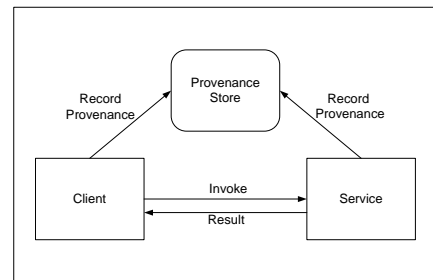 Provenance
Store
Record
Provenance
Record
Provenance
Client
Invoke
Result
Service